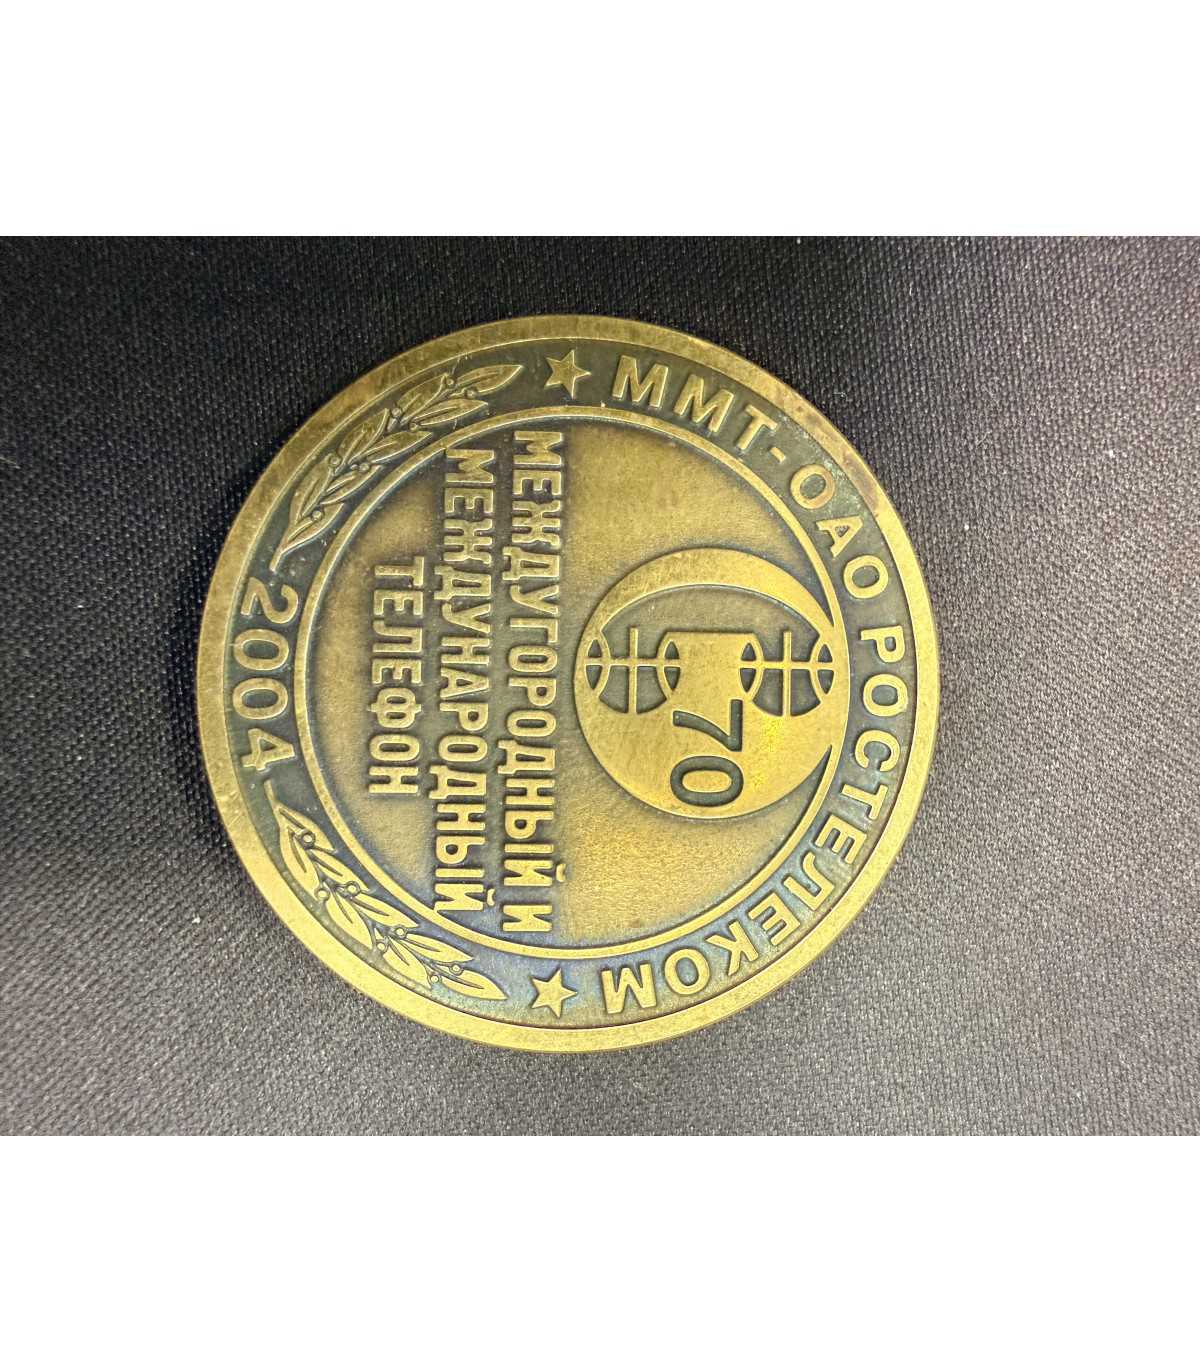 ММТ-ОАО РОСТЕЛЕКОМ
70
МЕЖДУГОРОДНЫЙ И
МЕЖДУНАРОДНЫЙ
ТЕЛЕФОН
2004